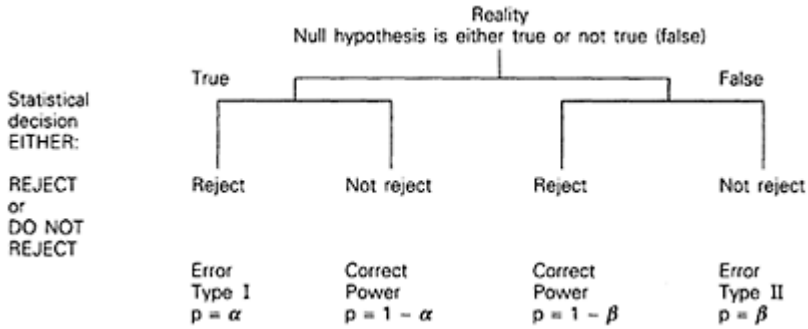 Reality
Null hypothesis is either true or not true (false)
True
False
Statistical
decision
EITHER:
REJECT
or
DO NOT
REJECT
Reject
Not reject
Reject
Not reject
Error
Type I
p = α
Correct
Power
p = 1 - α
Correct
Power
p = 1 - β
Error
Type II
p = β